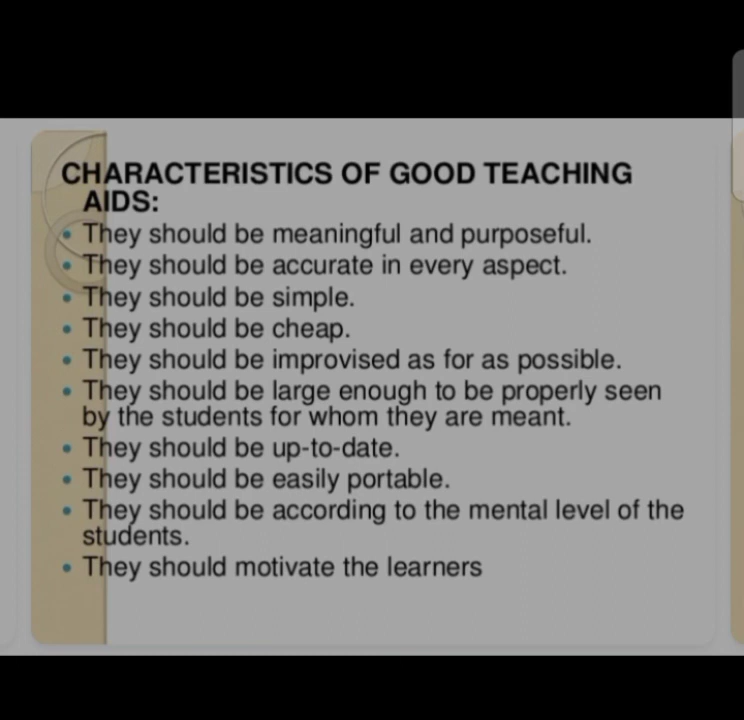 CHARACTERISTICS OF GOOD TEACHING
AIDS:
• They should be meaningful and purposeful.
• They should be accurate in every aspect.
• They should be simple.
• They should be cheap.
• They should be improvised as for as possible.
• They should be large enough to be properly seen
by the students for whom they are meant.
• They should be up-to-date.
• They should be easily portable.
• They should be according to the mental level of the
students.
• They should motivate the learners